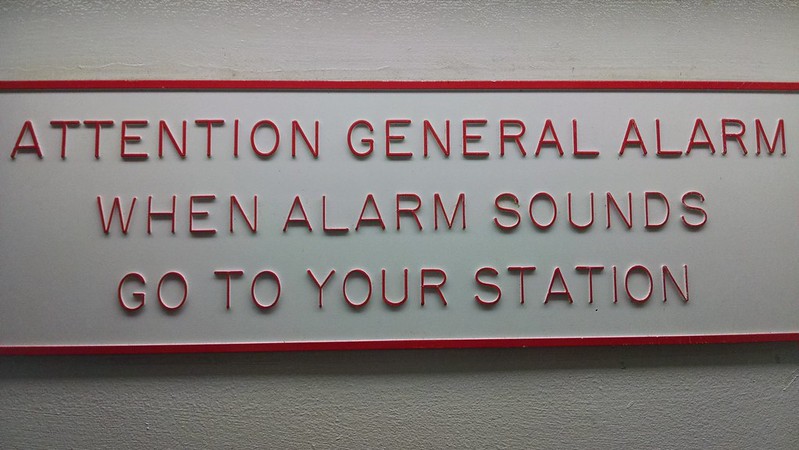 ATTENTION GENERAL ALARM
WHEN ALARM SOUNDS
GO TO YOUR STATION